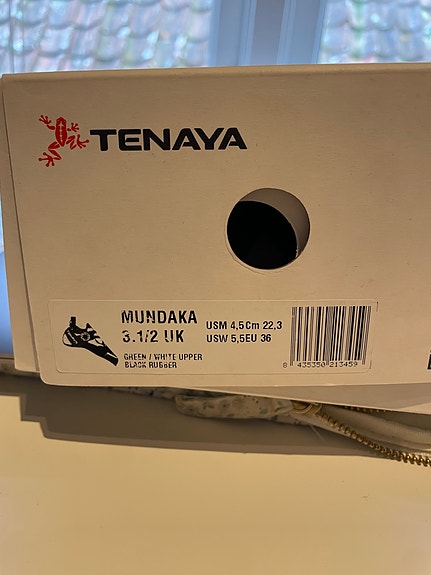 TENAYA
MUNDAKA
3.1/2 UK
USM 4,5Cm 22,3
USW 5,5EU 36
GREEN / WHITE UPPER
BLACK RUBBER
8 435350 213459